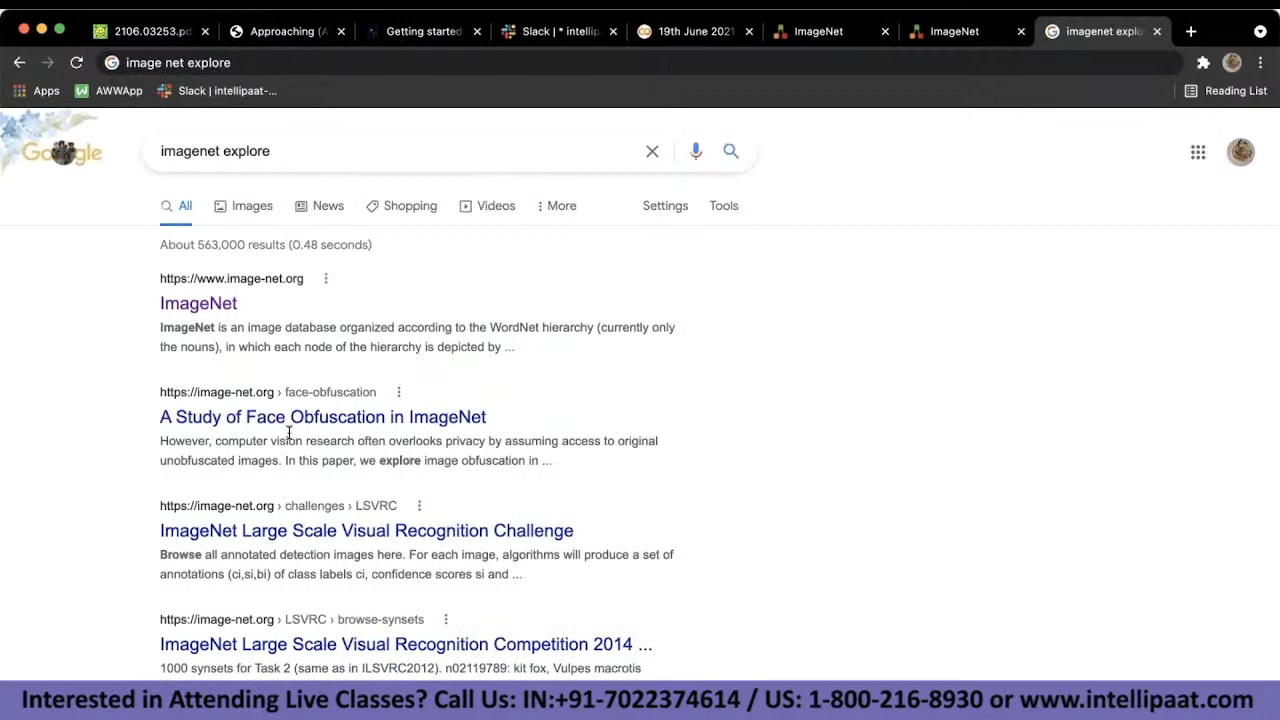 2106.03253.pd
Approaching (A
Getting started
Slack | * intellip
19th June 2021
ImageNet
ImageNet
imagenet explo
image net explore
Apps
AWWApp
Slack | intellipaat-...
Reading List
Google
imagenet explore
All
Images
News
Shopping
Videos
More
Settings
Tools
About 563,000 results (0.48 seconds)
https://www.image-net.org
ImageNet
ImageNet is an image database organized according to the WordNet hierarchy (currently only
the nouns), in which each node of the hierarchy is depicted by ...
https://image-net.org › face-obfuscation
A Study of Face Obfuscation in ImageNet
However, computer vision research often overlooks privacy by assuming access to original
unobfuscated images. In this paper, we explore image obfuscation in ...
https://image-net.org › challenges › LSVRC
ImageNet Large Scale Visual Recognition Challenge
Browse all annotated detection images here. For each image, algorithms will produce a set of
annotations (ci,si,bi) of class labels ci, confidence scores si and ...
https://image-net.org › LSVRC › browse-synsets
ImageNet Large Scale Visual Recognition Competition 2014 ...
1000 synsets for Task 2 (same as in ILSVRC2012). n02119789: kit fox, Vulpes macrotis
Interested in Attending Live Classes? Call Us: IN:+91-7022374614 / US: 1-800-216-8930 or www.intellipaat.com